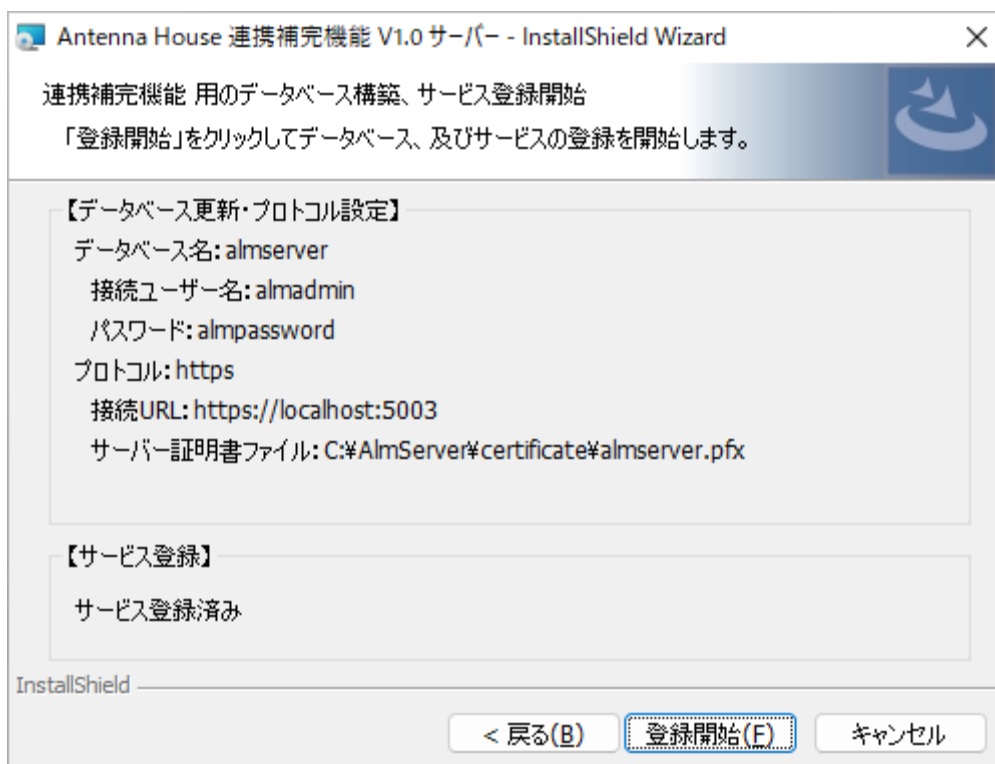 Antenna House 連携補完機能 V1.0 サーバー - InstallShield Wizard
連携補完機能 用のデータベース構築、サービス登録開始
「登録開始」をクリックしてデータベース、及びサービスの登録を開始します。
【データベース更新・プロトコル設定】
データベース名: almserver
接続ユーザー名: almadmin
パスワード: almpassword
プロトコル: https
接続URL: https://localhost:5003
サーバー証明書ファイル: C:¥AlmServer¥certificate¥almserver.pfx
【サービス登録】
サービス登録済み
InstallShield
< 戻る(B)
登録開始(F)
キャンセル